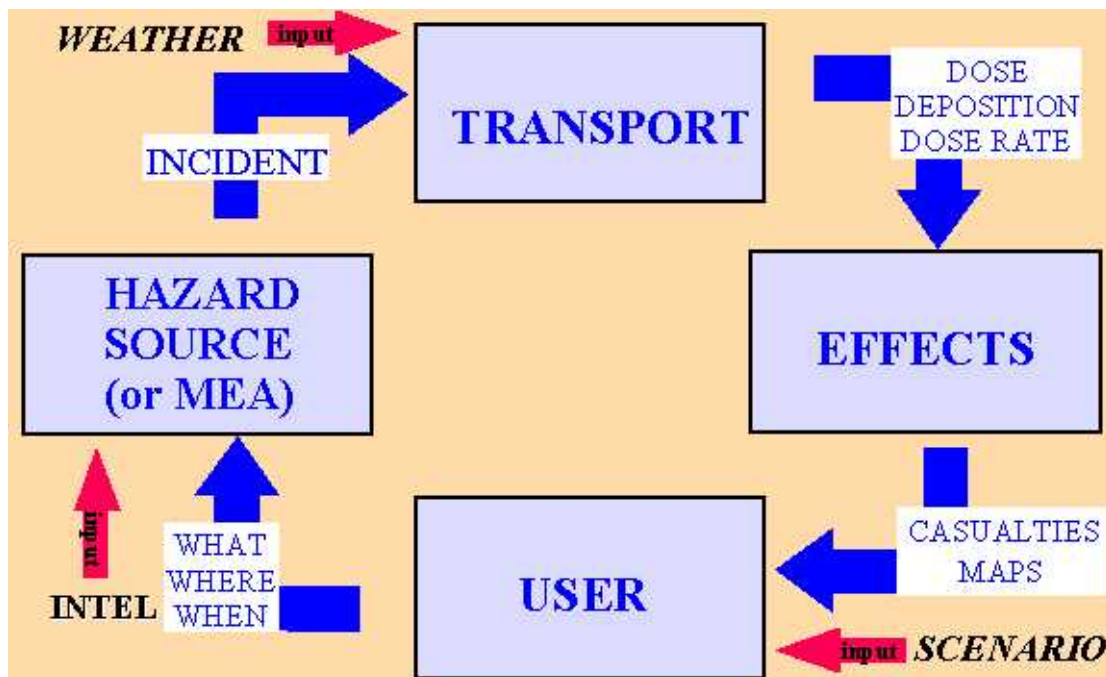 WEATHER
input
TRANSPORT
DOSE
DEPOSITION
DOSE RATE
INCIDENT
HAZARD
SOURCE
(or MEA)
EFFECTS
input
INTEL
WHAT
WHERE
WHEN
USER
CASUALTIES
MAPS
input
SCENARIO